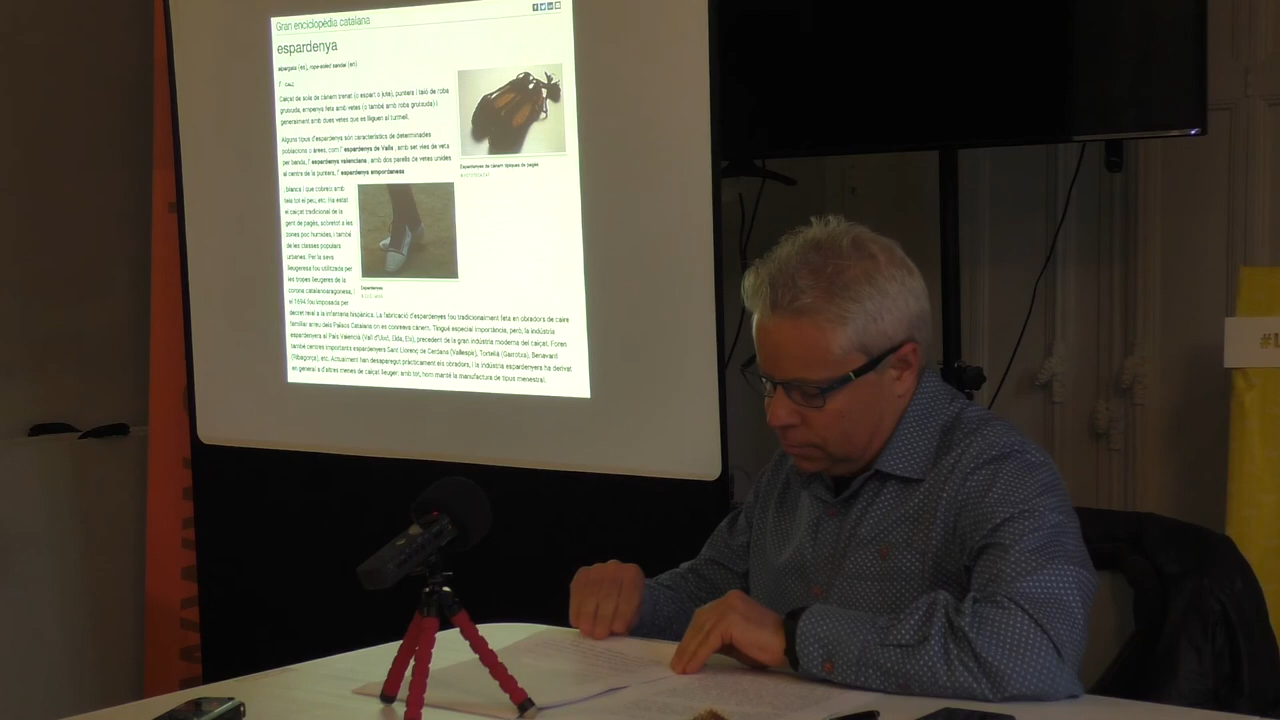 Gran enciclopèdia catalana
espardenya
alpargata (es), rope-soled sandal (en)
f CALÇ
Calçat de sola de cànem trenat (o espart o jute), puntera i taló de roba
gruixuda, empenya feta amb vetes (o també amb roba gruixuda) i
generalment amb dues vetes que es lliguen al turmell.
Alguns tipus d'espardenya són característics de determinades
poblacions o àrees, com l'espardenya de Valls, amb set vies de veta
per banda, l'espardenya valenciana, amb dos parells de vetes unides
al centre de la puntera, l'espardenya empordanesa
Espardenyes de cànem típiques de pagès
, blanca i que cobreix amb
tela tot el peu, etc. Ha estat
el calçat tradicional de la
gent de pagès, sobretot a les
zones poc humides, i també
de les classes populars
urbanes. Per la seva
lleugeresa fou utilitzada pel
les tropes lleugeres de la
corona catalanoaragonesa, i
el 1694 fou imposada per
Espardenyes
decret reial a la infanteria hispànica. La fabricació d'espardenyes fou tradicionalment feta en obradors de caire
familiar arreu dels Països Catalans on es conreava cànem. Tingué especial importància, però, la indústria
espardenyera al País Valencià (Vall d'Uixó, Elda, Elx), precedent de la gran indústria moderna del calçat. Foren
també centres importants espardenyers Sant Llorenç de Cerdans (Vallespir), Tortellà (Garrotxa), Benavarri
(Ribagorça), etc. Actualment han desaparegut pràcticament els obradors, i la indústria espardenyera ha derivat
en general a d'altres menes de calçat lleuger; amb tot, hom manté la manufactura de tipus menestral.